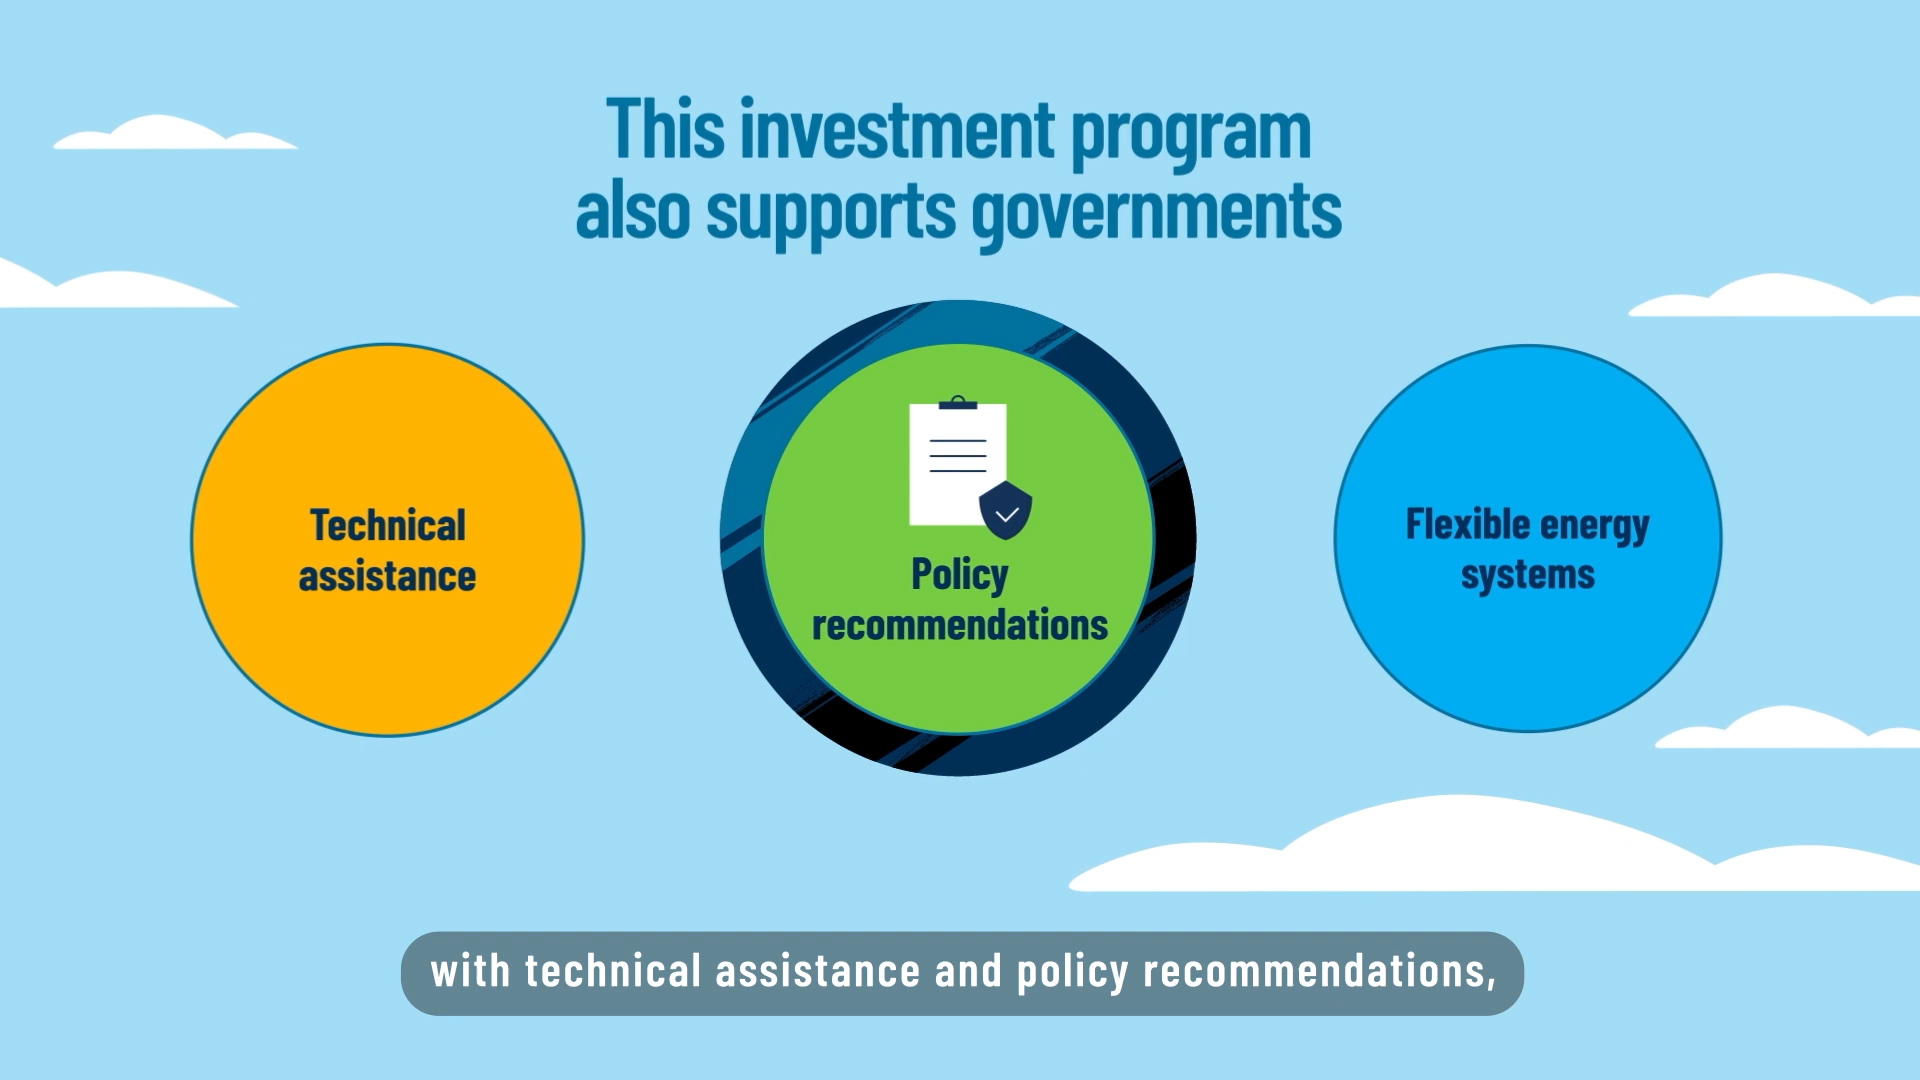 This investment program
also supports governments
Technical
assistance
Policy
recommendations
Flexible energy
systems
with technical assistance and policy recommendations,